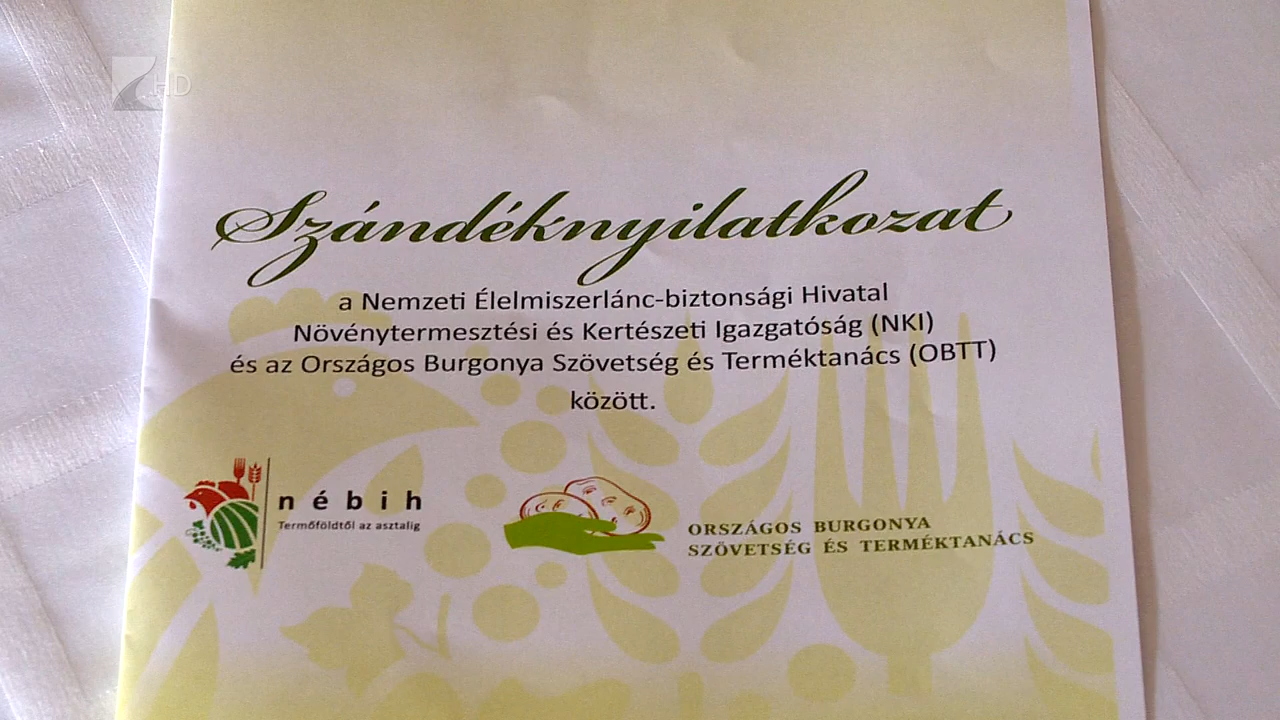 HD
Szándéknyilatkozat
a Nemzeti Élelmiszerlánc-biztonsági Hivatal
Növénytermesztési és Kertészeti Igazgatóság (NKI)
és az Országos Burgonya Szövetség és Terméktanács (OBTT)
között.
nébih
Termőföldtől az asztalig
ORSZÁGOS BURGONYA
SZÖVETSÉG ÉS TERMÉKTANÁCS